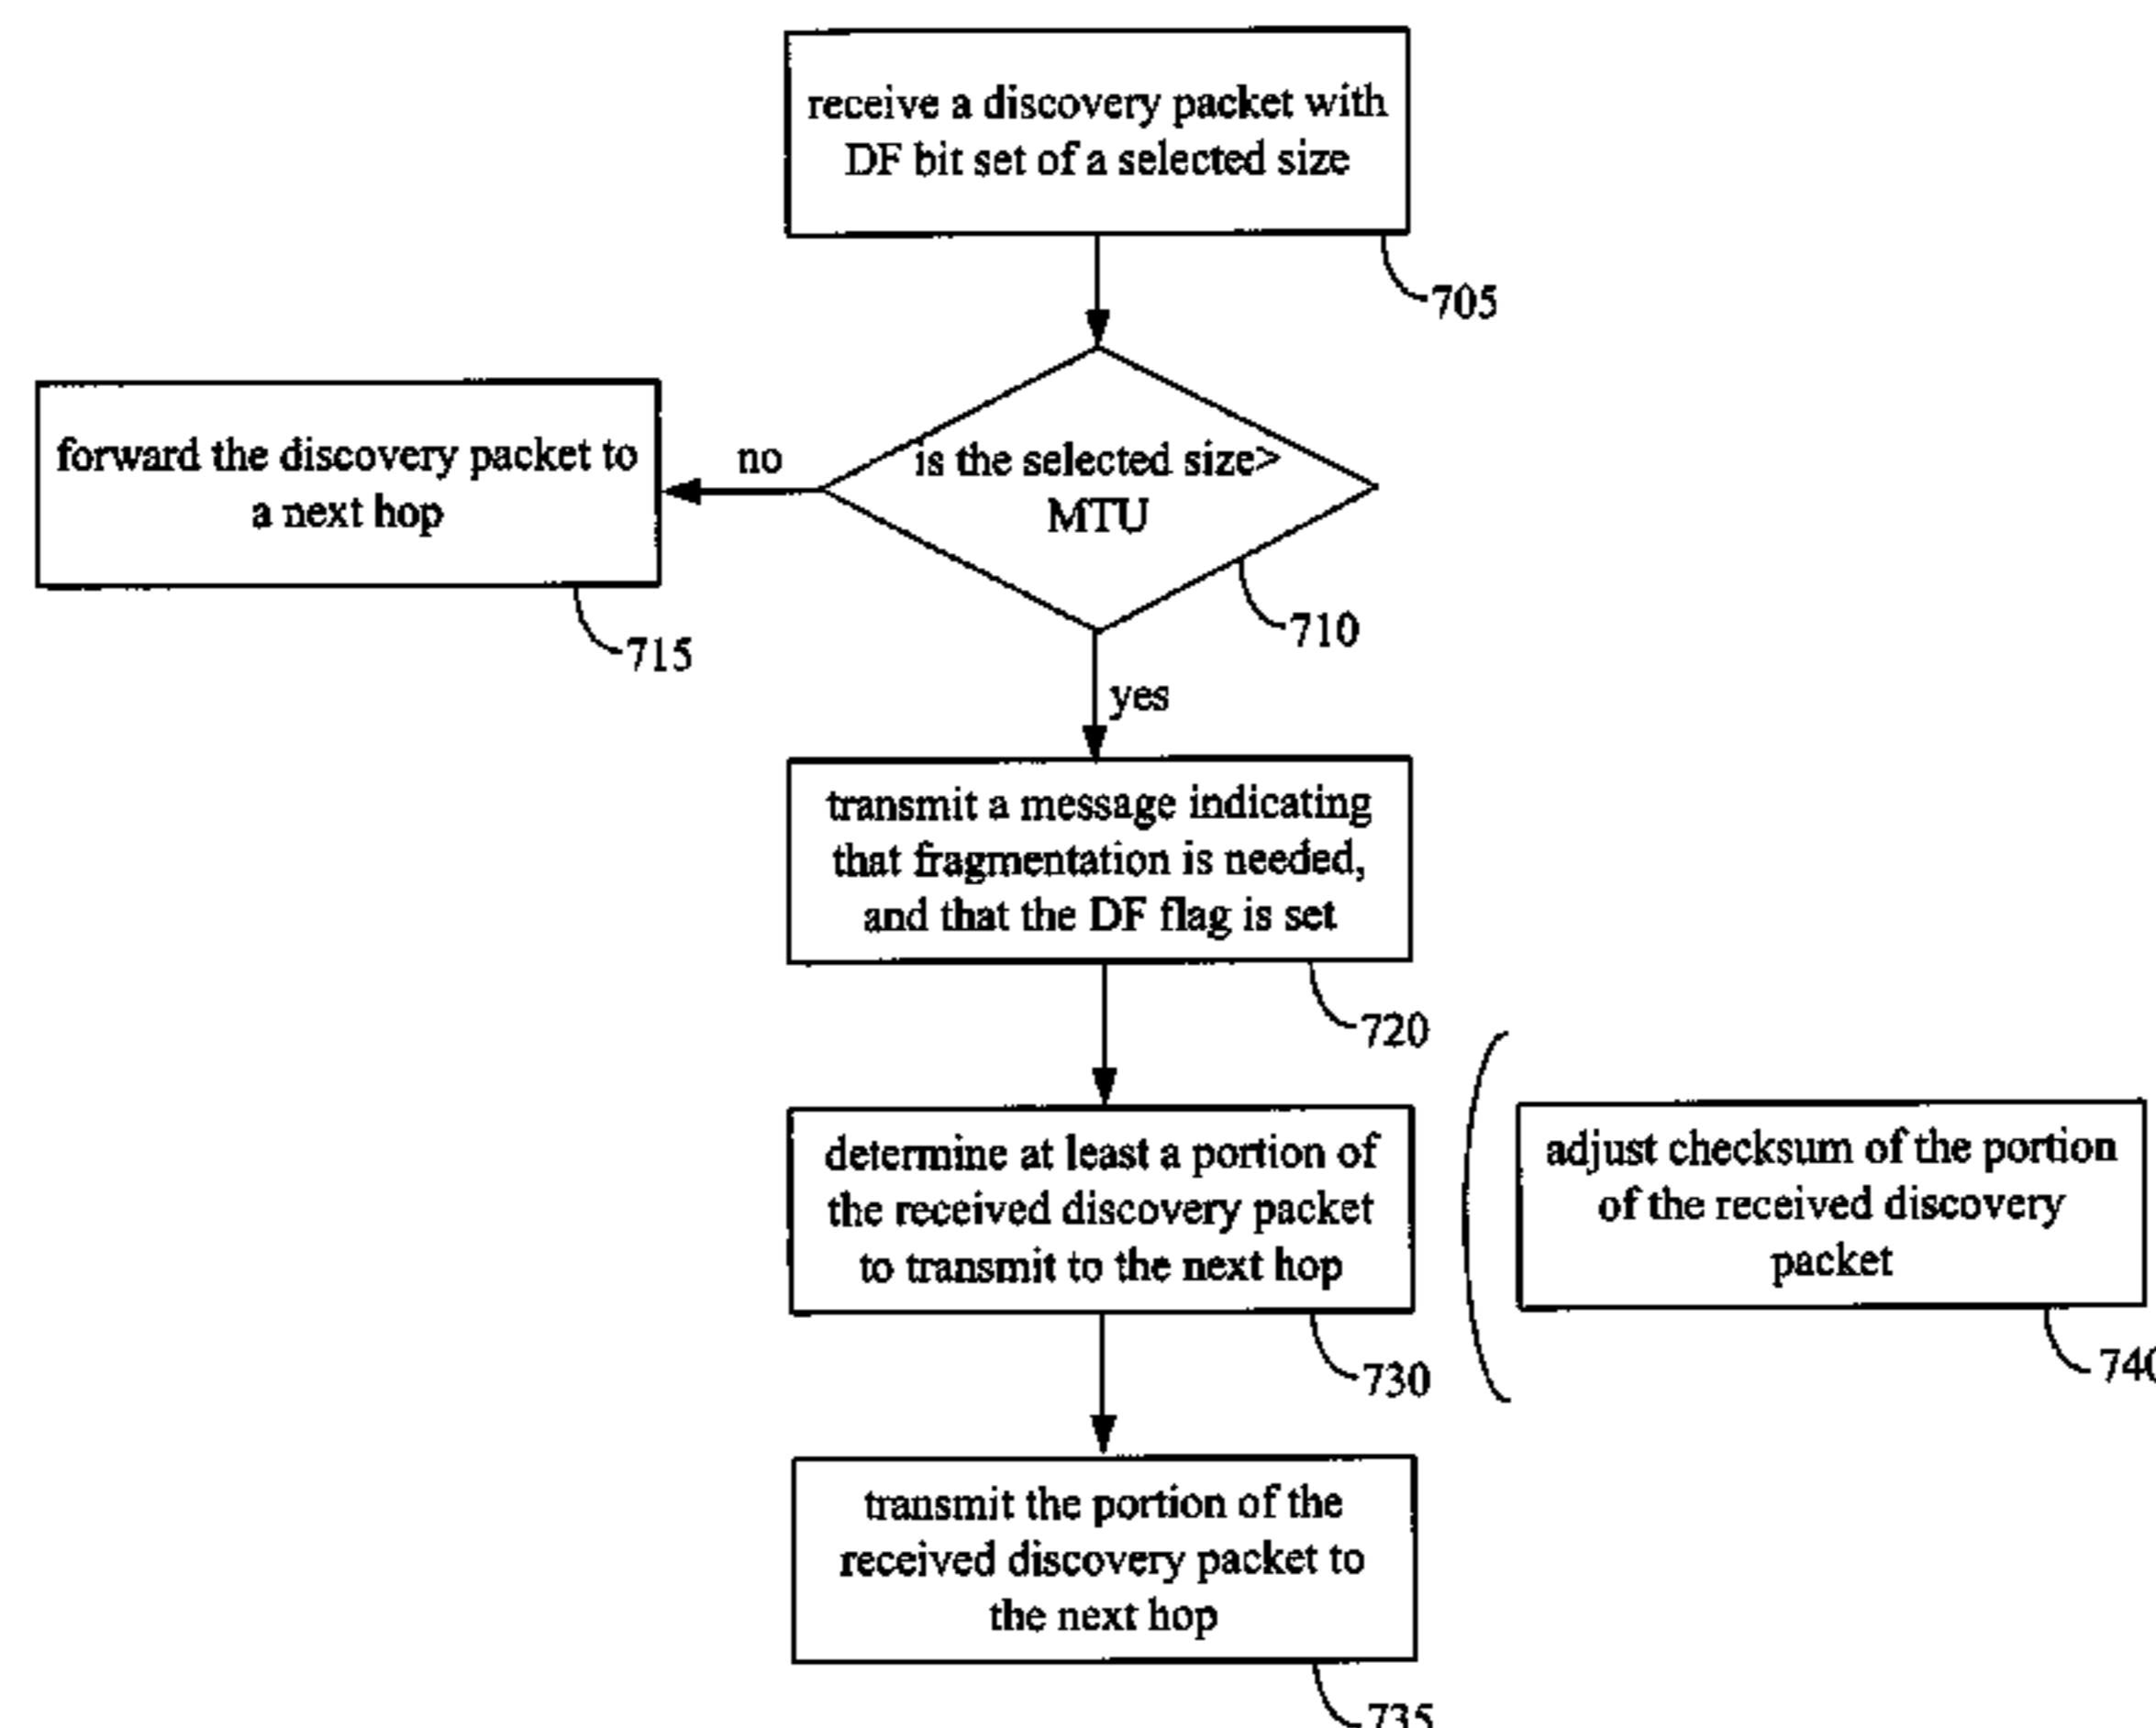 receive a discovery packet with
DF bit set of a selected size
705
forward the discovery packet to
a next hop
715
no
is the selected size>
MTU
710
yes
transmit a message indicating
that fragmentation is needed,
and that the DF flag is set
720
determine at least a portion of
the received discovery packet
to transmit to the next hop
730
adjust checksum of the portion
of the received discovery
packet
740
transmit the portion of the
received discovery packet to
the next hop
735